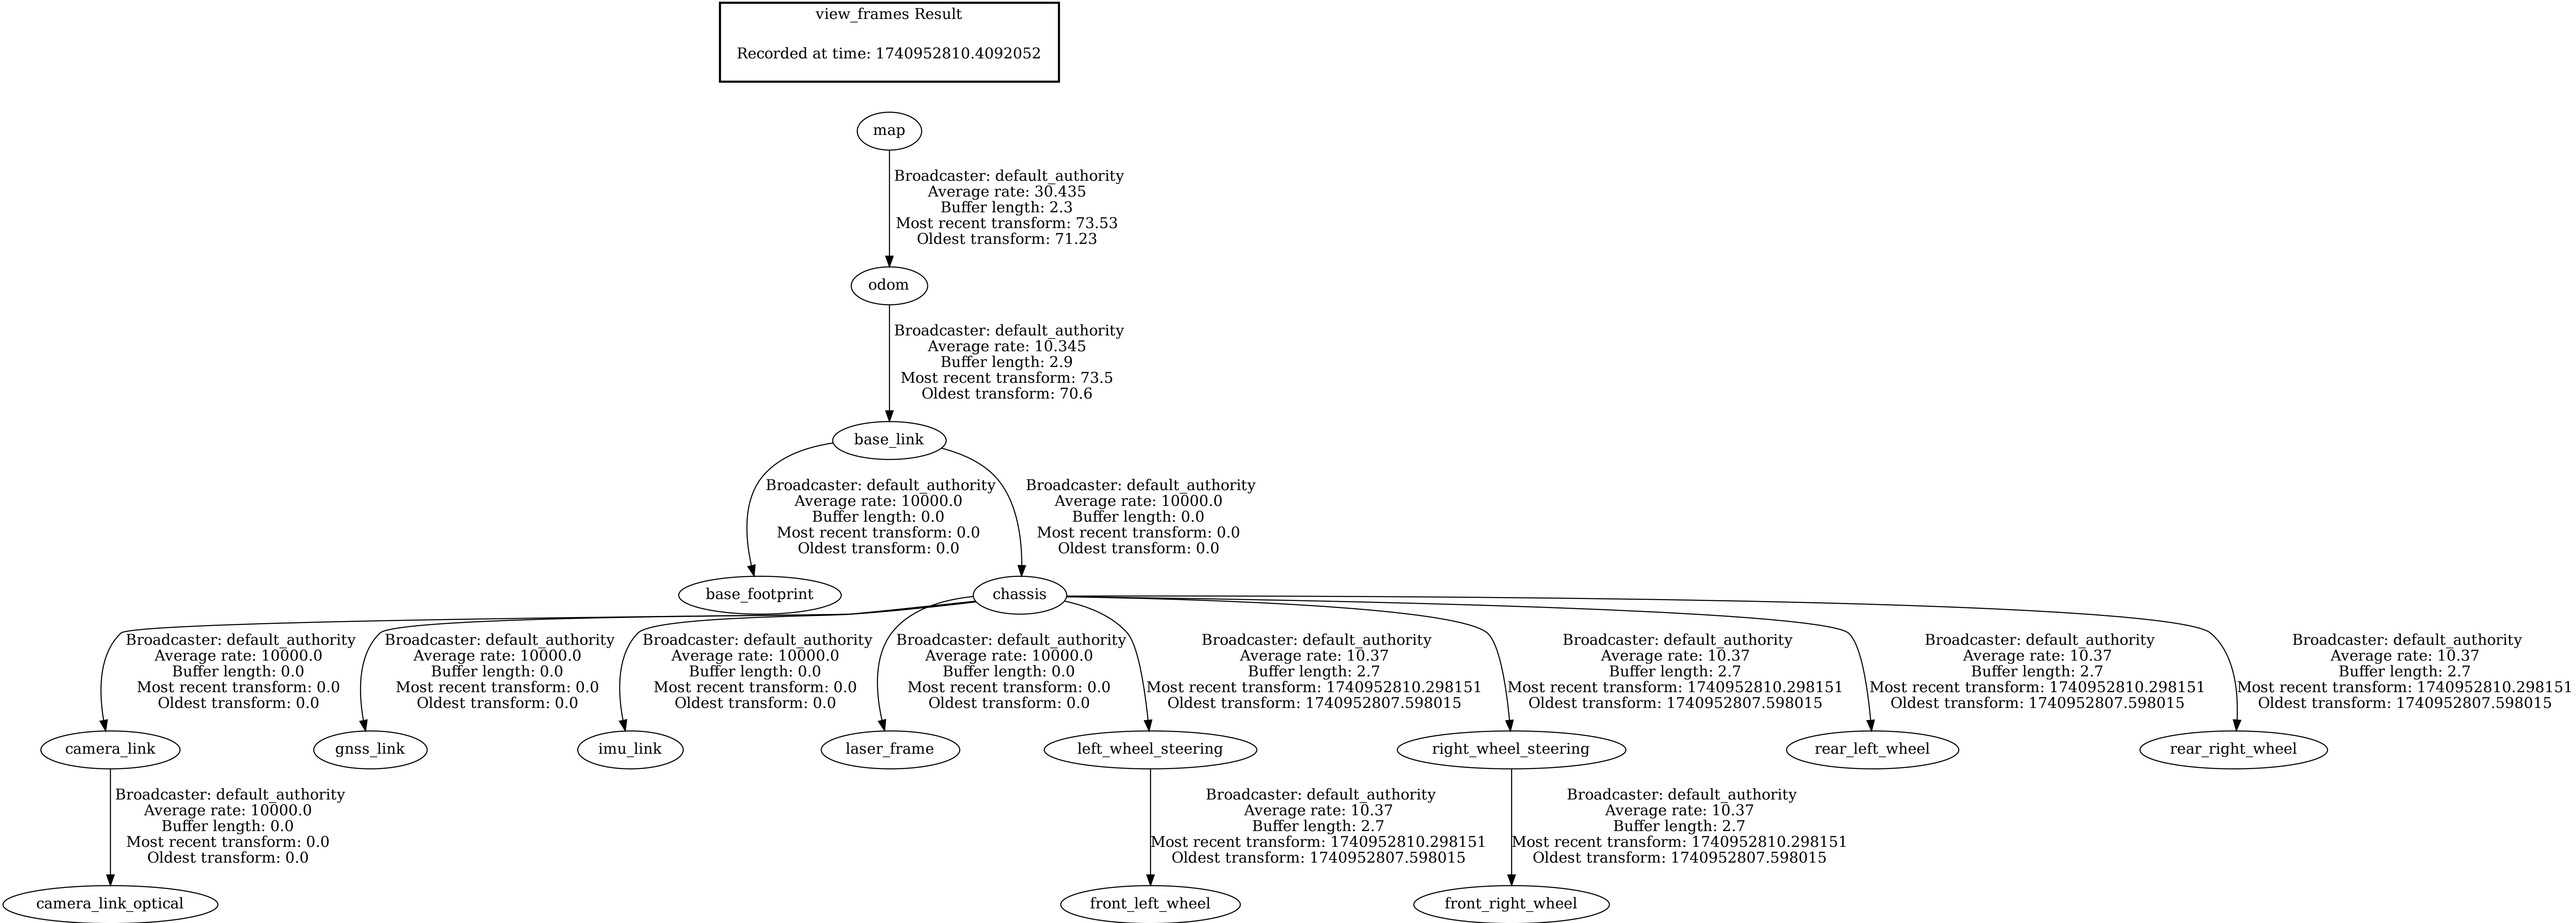 view_frames Result
Recorded at time: 1740952810.4092052
map
Broadcaster: default_authority
Average rate: 30.435
Buffer length: 2.3
Most recent transform: 73.53
Oldest transform: 71.23
odom
Broadcaster: default_authority
Average rate: 10.345
Buffer length: 2.9
Most recent transform: 73.5
Oldest transform: 70.6
base_link
Broadcaster: default_authority
Average rate: 10000.0
Buffer length: 0.0
Most recent transform: 0.0
Oldest transform: 0.0
Broadcaster: default_authority
Average rate: 10000.0
Buffer length: 0.0
Most recent transform: 0.0
Oldest transform: 0.0
base_footprint
chassis
Broadcaster: default_authority
Average rate: 10000.0
Buffer length: 0.0
Most recent transform: 0.0
Oldest transform: 0.0
Broadcaster: default_authority
Average rate: 10000.0
Buffer length: 0.0
Most recent transform: 0.0
Oldest transform: 0.0
Broadcaster: default_authority
Average rate: 10000.0
Buffer length: 0.0
Most recent transform: 0.0
Oldest transform: 0.0
Broadcaster: default_authority
Average rate: 10000.0
Buffer length: 0.0
Most recent transform: 0.0
Oldest transform: 0.0
Broadcaster: default_authority
Average rate: 10.37
Buffer length: 2.7
Most recent transform: 1740952810.298151
Oldest transform: 1740952807.598015
Broadcaster: default_authority
Average rate: 10.37
Buffer length: 2.7
Most recent transform: 1740952810.298151
Oldest transform: 1740952807.598015
Broadcaster: default_authority
Average rate: 10.37
Buffer length: 2.7
Most recent transform: 1740952810.298151
Oldest transform: 1740952807.598015
Broadcaster: default_authority
Average rate: 10.37
Buffer length: 2.7
Most recent transform: 1740952810.298151
Oldest transform: 1740952807.598015
camera_link
gnss_link
imu_link
laser_frame
left_wheel_steering
right_wheel_steering
rear_left_wheel
rear_right_wheel
Broadcaster: default_authority
Average rate: 10000.0
Buffer length: 0.0
Most recent transform: 0.0
Oldest transform: 0.0
Broadcaster: default_authority
Average rate: 10.37
Buffer length: 2.7
Most recent transform: 1740952810.298151
Oldest transform: 1740952807.598015
Broadcaster: default_authority
Average rate: 10.37
Buffer length: 2.7
Most recent transform: 1740952810.298151
Oldest transform: 1740952807.598015
camera_link_optical
front_left_wheel
front_right_wheel